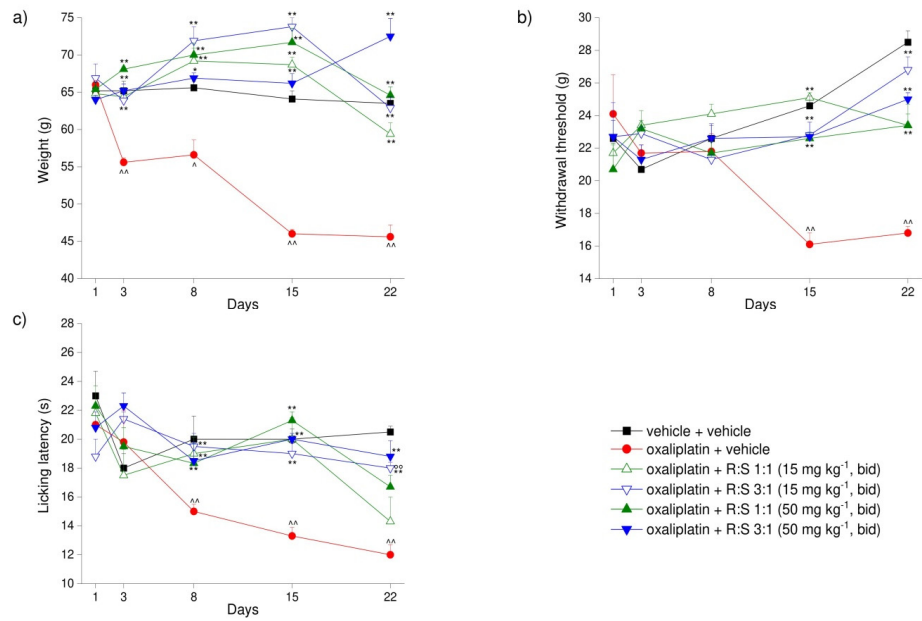 a)
75
70
65
60
55
50
45
40
Weight (g)
1 3 8 15 22
Days
** ** ** ** ** * ** ** ** ** ** ** ** ** **
^^ ^ ^^ ^^
b)
30
28
26
24
22
20
18
16
14
Withdrawal threshold (g)
1 3 8 15 22
Days
** ** ** ** ** **
^^ ^^
c)
28
26
24
22
20
18
16
14
12
10
Licking latency (s)
1 3 8 15 22
Days
** ** ** ** ** ** ** °° **
^^ ^^ ^^
vehicle + vehicle
oxaliplatin + vehicle
oxaliplatin + R:S 1:1 (15 mg kg⁻¹, bid)
oxaliplatin + R:S 3:1 (15 mg kg⁻¹, bid)
oxaliplatin + R:S 1:1 (50 mg kg⁻¹, bid)
oxaliplatin + R:S 3:1 (50 mg kg⁻¹, bid)